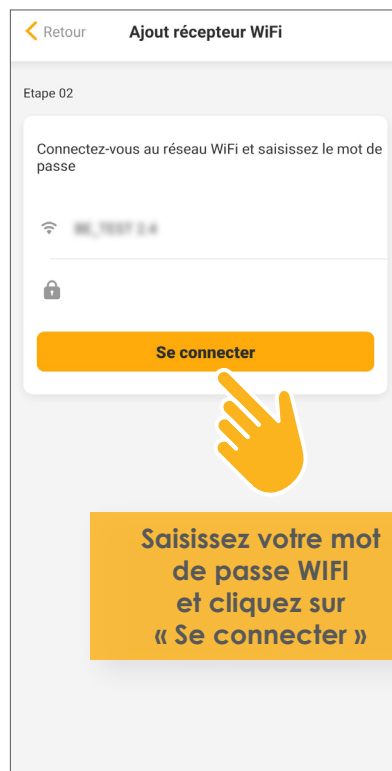 Retour Ajout récepteur WiFi
Etape 02
Connectez-vous au réseau WiFi et saisissez le mot de
passe
Se connecter
Saisissez votre mot
de passe WIFI
et cliquez sur
« Se connecter »